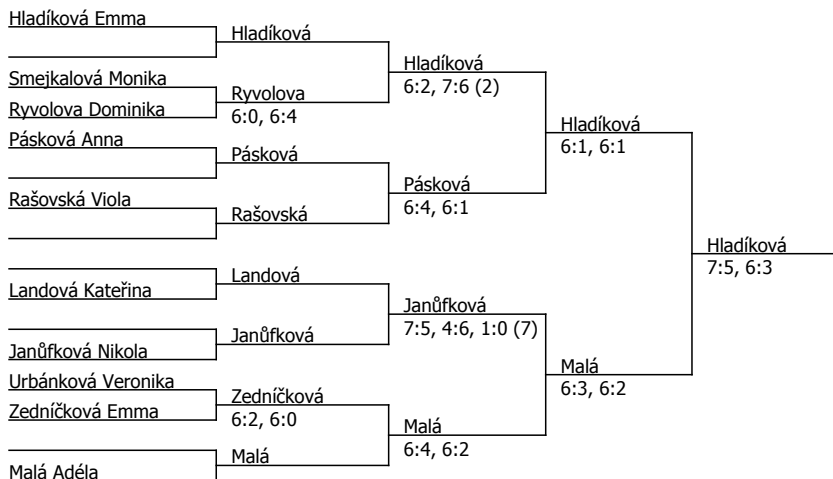 Hladíková Emma
Smejkalová Monika
Ryvolova Dominika
Pásková Anna
Rašovská Viola
Landová Kateřina
Janůfková Nikola
Urbánková Veronika
Zedníčková Emma
Malá Adéla
Hladíková
Ryvolova
6:0, 6:4
Pásková
Rašovská
Landová
Janůfková
Zedníčková
6:2, 6:0
Malá
Hladíková
6:2, 7:6 (2)
Pásková
6:4, 6:1
Janůfková
7:5, 4:6, 1:0 (7)
Malá
6:4, 6:2
Hladíková
6:1, 6:1
Malá
6:3, 6:2
Hladíková
7:5, 6:3